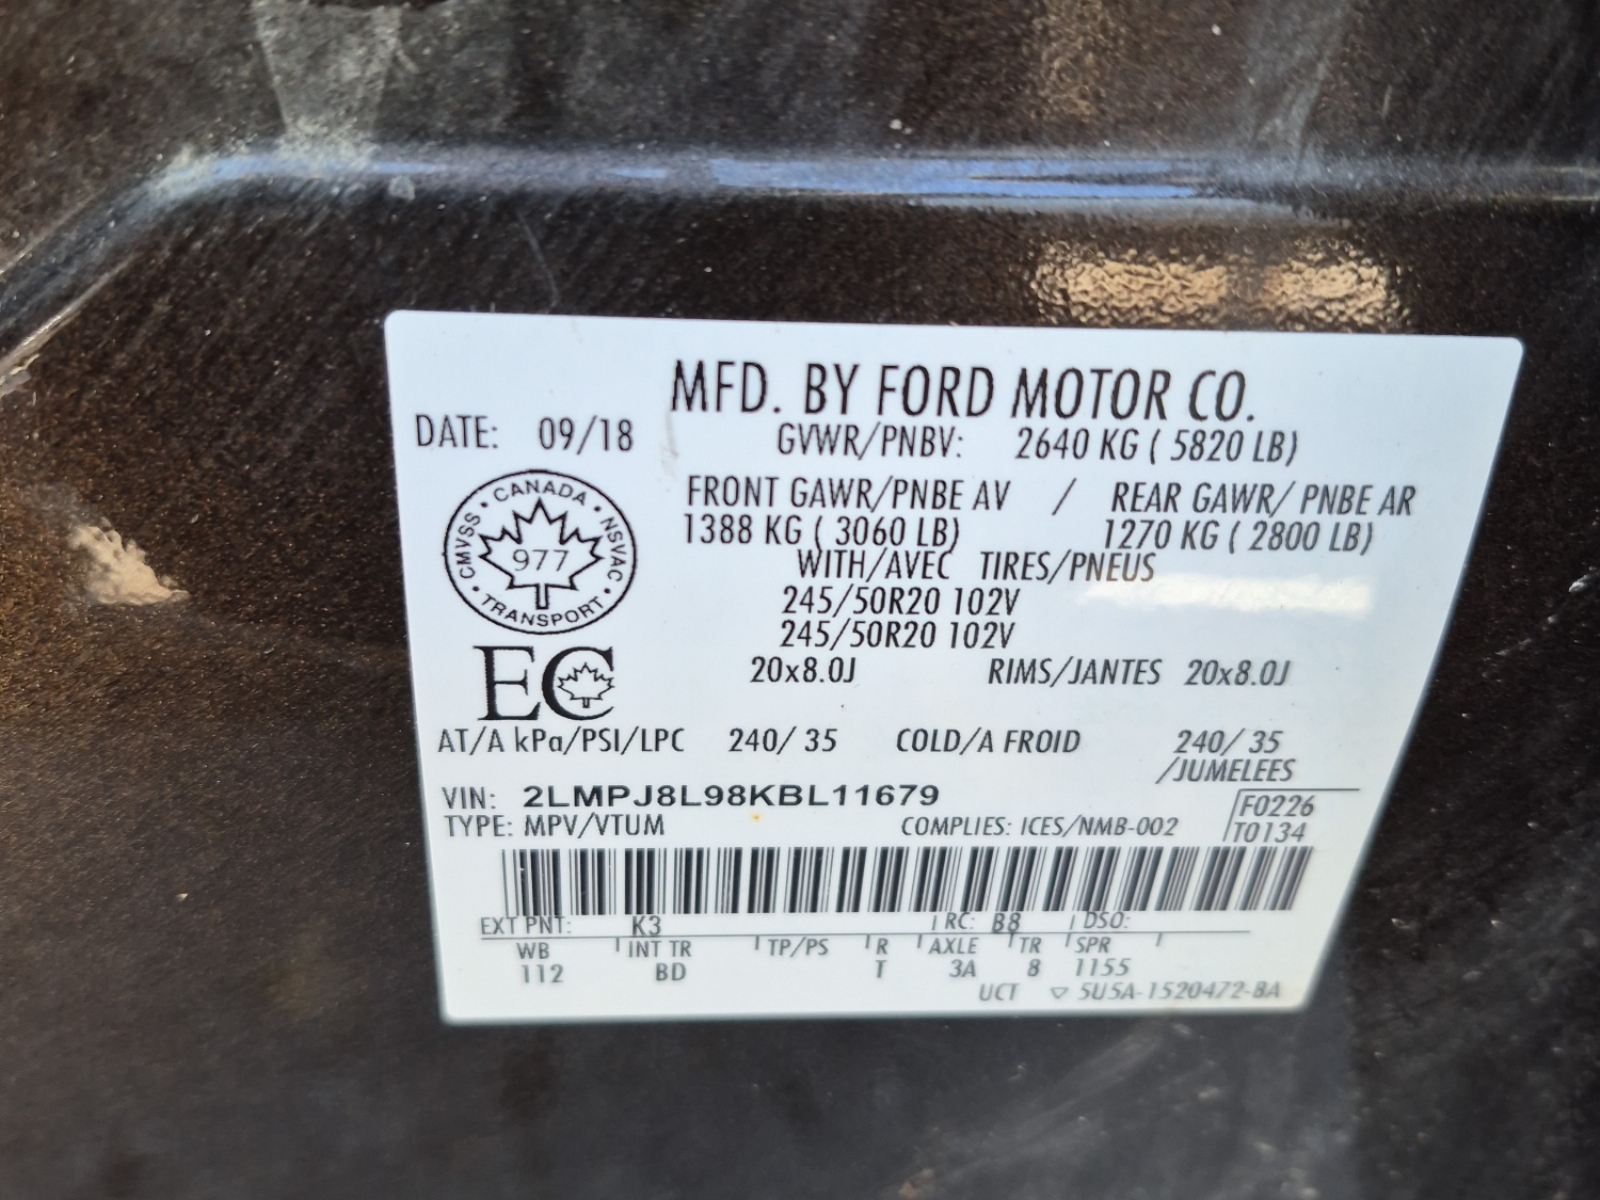 MFD. BY FORD MOTOR CO.
DATE: 09/18
GVWR/PNBV: 2640 KG ( 5820 LB)
FRONT GAWR/PNBE AV / REAR GAWR/ PNBE AR
1388 KG ( 3060 LB) 1270 KG ( 2800 LB)
WITH/AVEC TIRES/PNEUS
245/50R20 102V
245/50R20 102V
20x8.0J RIMS/JANTES 20x8.0J
CANADA
CMVSS 977 NSVAC
TRANSPORT
EC
AT/A kPa/PSI/LPC 240/ 35 COLD/A FROID 240/ 35
/JUMELEES
VIN: 2LMPJ8L98KBL11679
F0226
TYPE: MPV/VTUM COMPLIES: ICES/NMB-002
T0134
EXT PNT: K3 RC: B8 DSO:
WB INT TR TP/PS R AXLE TR SPR
112 BD T 3A 8 1155
UCT ▽ 5U5A-1520472-BA